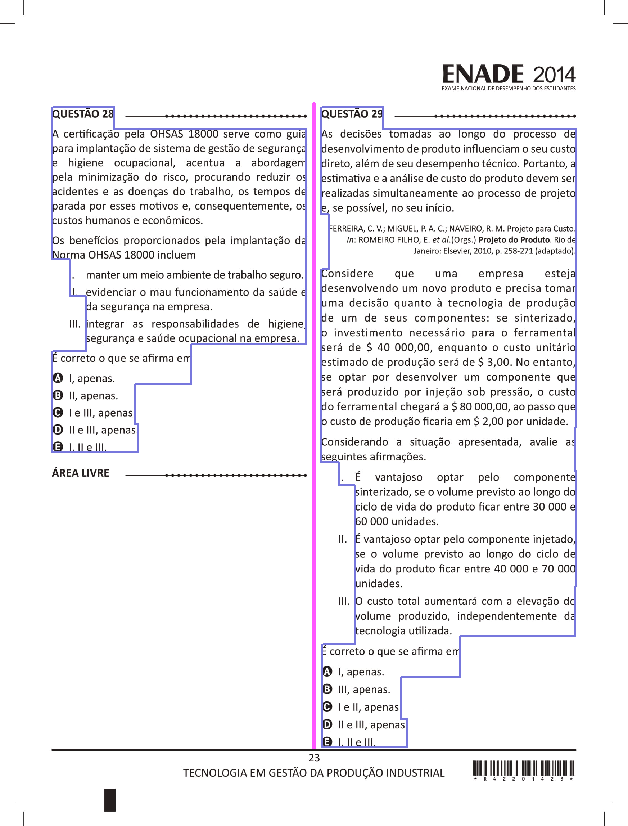 ENADE 2014
EXAME NACIONAL DE DESEMPENHO DOS ESTUDANTES
QUESTÃO 28
A certificação pela OHSAS 18000 serve como guia
para implantação de sistema de gestão de segurança
e higiene ocupacional, acentua a abordagem
pela minimização do risco, procurando reduzir os
acidentes e as doenças do trabalho, os tempos de
parada por esses motivos e, consequentemente, os
custos humanos e econômicos.
Os benefícios proporcionados pela implantação da
Norma OHSAS 18000 incluem
I. manter um meio ambiente de trabalho seguro.
II. evidenciar o mau funcionamento da saúde e
da segurança na empresa.
III. integrar as responsabilidades de higiene,
segurança e saúde ocupacional na empresa.
É correto o que se afirma em
A I, apenas.
B II, apenas.
C I e III, apenas
D II e III, apenas
E I, II e III.
ÁREA LIVRE
QUESTÃO 29
As decisões tomadas ao longo do processo de
desenvolvimento de produto influenciam o seu custo
direto, além de seu desempenho técnico. Portanto, a
estimativa e a análise de custo do produto devem ser
realizadas simultaneamente ao processo de projeto
e, se possível, no seu início.
FERREIRA, C. V.; MIGUEL, P. A. C.; NAVEIRO, R. M. Projeto para Custo.
In: ROMEIRO FILHO, E. et al.(Orgs.) Projeto do Produto. Rio de
Janeiro: Elsevier, 2010, p. 258-271 (adaptado).
Considere que uma empresa esteja
desenvolvendo um novo produto e precisa tomar
uma decisão quanto à tecnologia de produção
de um de seus componentes: se sinterizado,
o investimento necessário para o ferramental
será de $ 40 000,00, enquanto o custo unitário
estimado de produção será de $ 3,00. No entanto,
se optar por desenvolver um componente que
será produzido por injeção sob pressão, o custo
do ferramental chegará a $ 80 000,00, ao passo que
o custo de produção ficaria em $ 2,00 por unidade.
Considerando a situação apresentada, avalie as
seguintes afirmações.
I. É vantajoso optar pelo componente
sinterizado, se o volume previsto ao longo do
ciclo de vida do produto ficar entre 30 000 e
60 000 unidades.
II. É vantajoso optar pelo componente injetado,
se o volume previsto ao longo do ciclo de
vida do produto ficar entre 40 000 e 70 000
unidades.
III. O custo total aumentará com a elevação do
volume produzido, independentemente da
tecnologia utilizada.
É correto o que se afirma em
A I, apenas.
B III, apenas.
C I e II, apenas
D II e III, apenas
E I, II e III.
23
TECNOLOGIA EM GESTÃO DA PRODUÇÃO INDUSTRIAL
*R42201423*